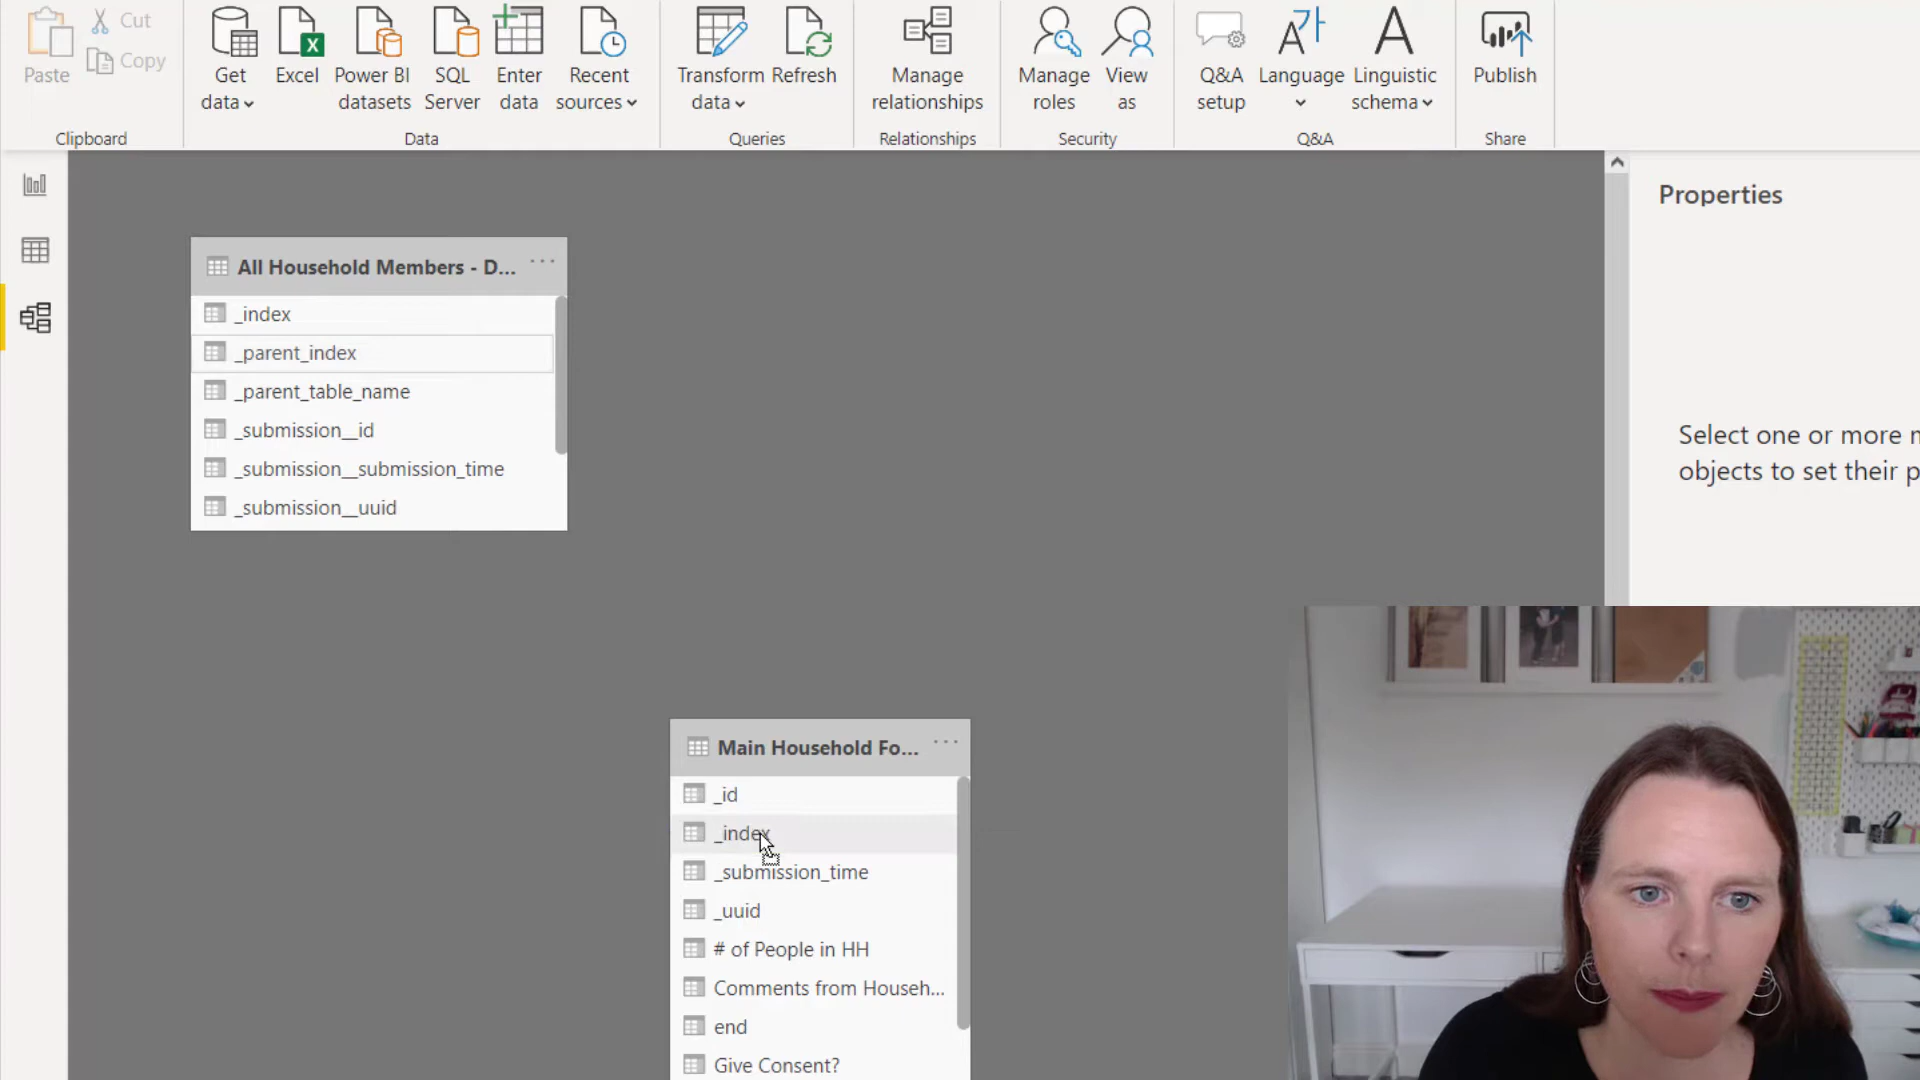 Paste
Cut
Copy
Clipboard
Get data
Excel
Power BI datasets
SQL Server
Enter data
Recent sources
Data
Transform data
Refresh
Queries
Manage relationships
Relationships
Manage roles
View as
Security
Q&A setup
Language
Linguistic schema
Q&A
Publish
Share
All Household Members - D...
_index
_parent_index
_parent_table_name
_submission__id
_submission__submission_time
_submission__uuid
Main Household Fo...
_id
_index
_submission_time
_uuid
# of People in HH
Comments from Househ...
end
Give Consent?
Properties
Select one or more m
objects to set their p